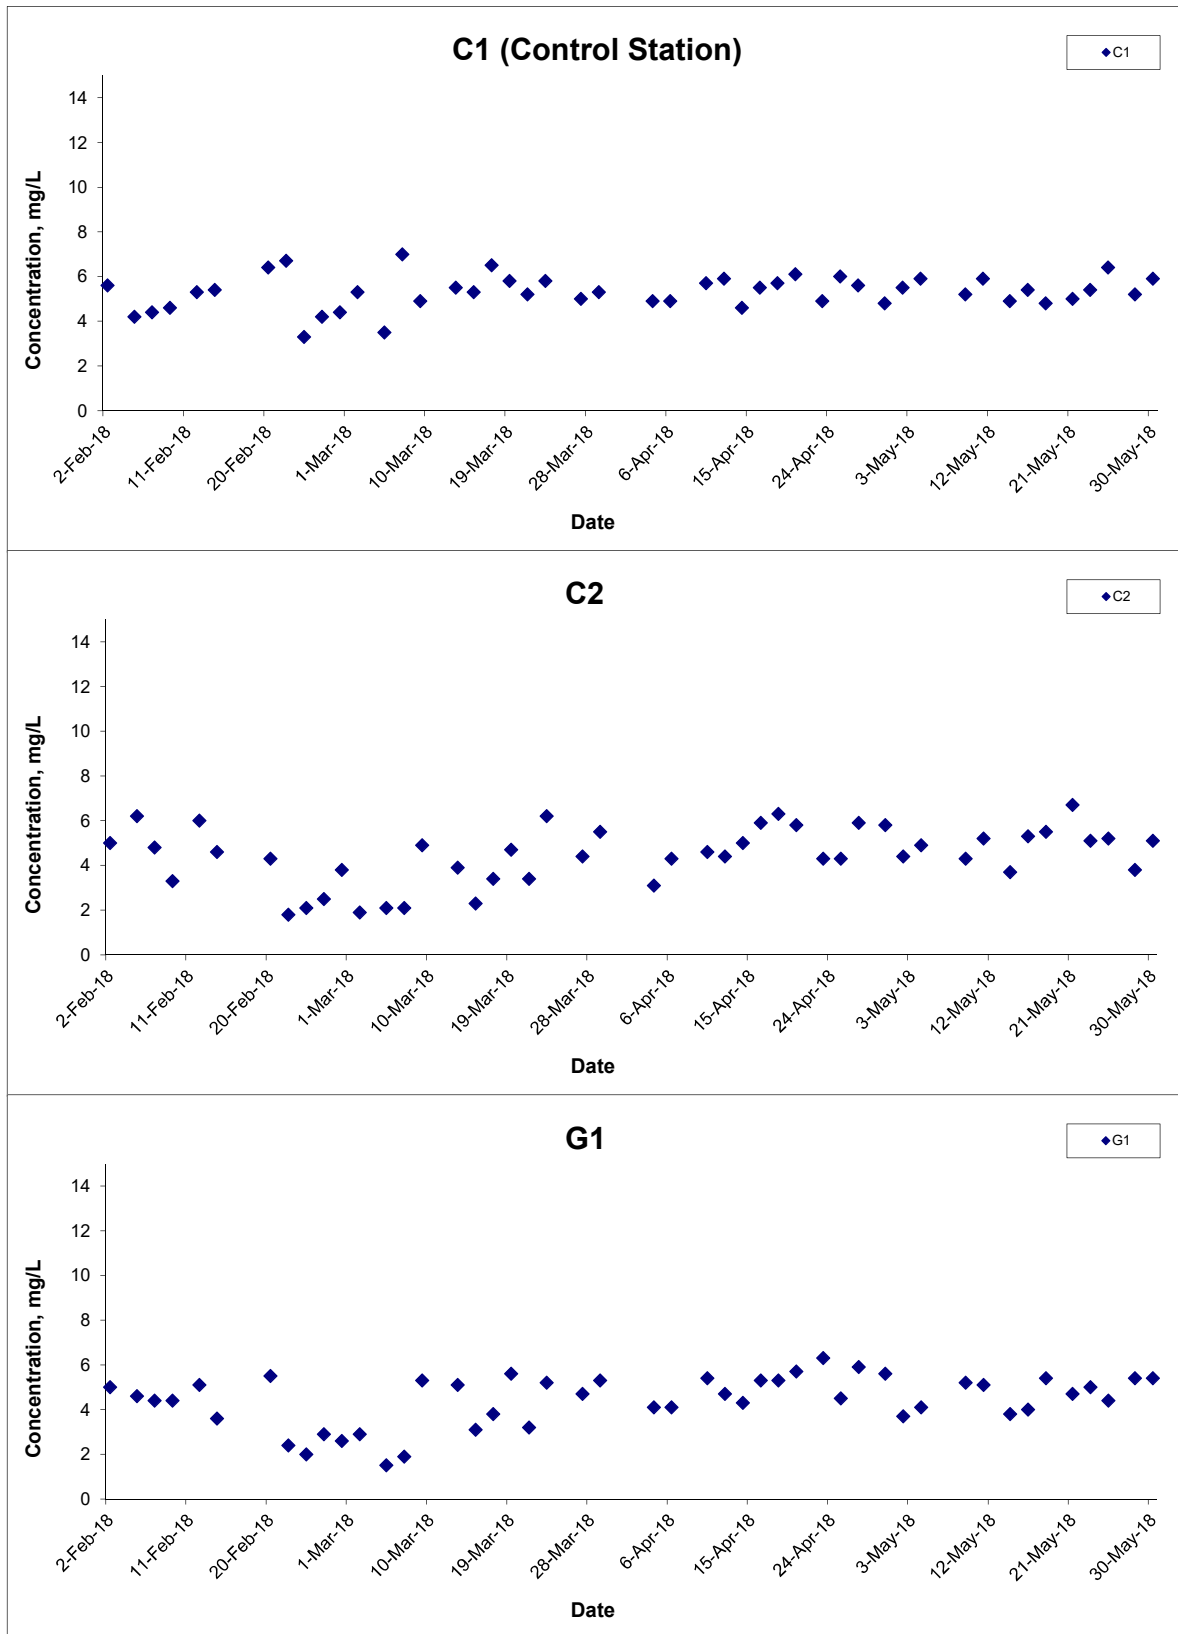 C1 (Control Station)
C1
Concentration, mg/L
14
12
10
8
6
4
2
0
2-Feb-18
11-Feb-18
20-Feb-18
1-Mar-18
10-Mar-18
19-Mar-18
28-Mar-18
6-Apr-18
15-Apr-18
24-Apr-18
3-May-18
12-May-18
21-May-18
30-May-18
Date
C2
C2
Concentration, mg/L
14
12
10
8
6
4
2
0
2-Feb-18
11-Feb-18
20-Feb-18
1-Mar-18
10-Mar-18
19-Mar-18
28-Mar-18
6-Apr-18
15-Apr-18
24-Apr-18
3-May-18
12-May-18
21-May-18
30-May-18
Date
G1
G1
Concentration, mg/L
14
12
10
8
6
4
2
0
2-Feb-18
11-Feb-18
20-Feb-18
1-Mar-18
10-Mar-18
19-Mar-18
28-Mar-18
6-Apr-18
15-Apr-18
24-Apr-18
3-May-18
12-May-18
21-May-18
30-May-18
Date